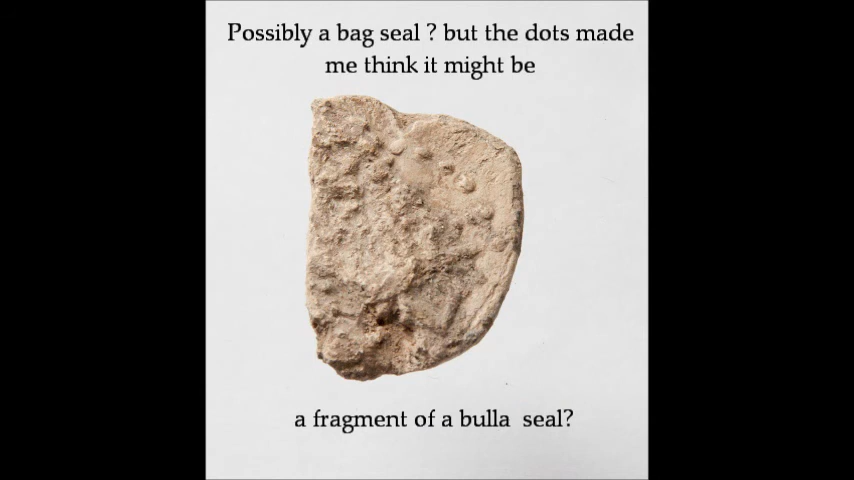 Possibly a bag seal ? but the dots made
me think it might be
a fragment of a bulla seal?